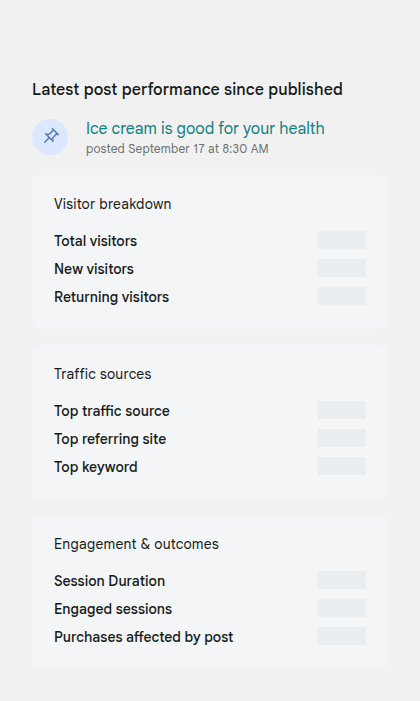 Latest post performance since published
Ice cream is good for your health
posted September 17 at 8:30 AM
Visitor breakdown
Total visitors
New visitors
Returning visitors
Traffic sources
Top traffic source
Top referring site
Top keyword
Engagement & outcomes
Session Duration
Engaged sessions
Purchases affected by post